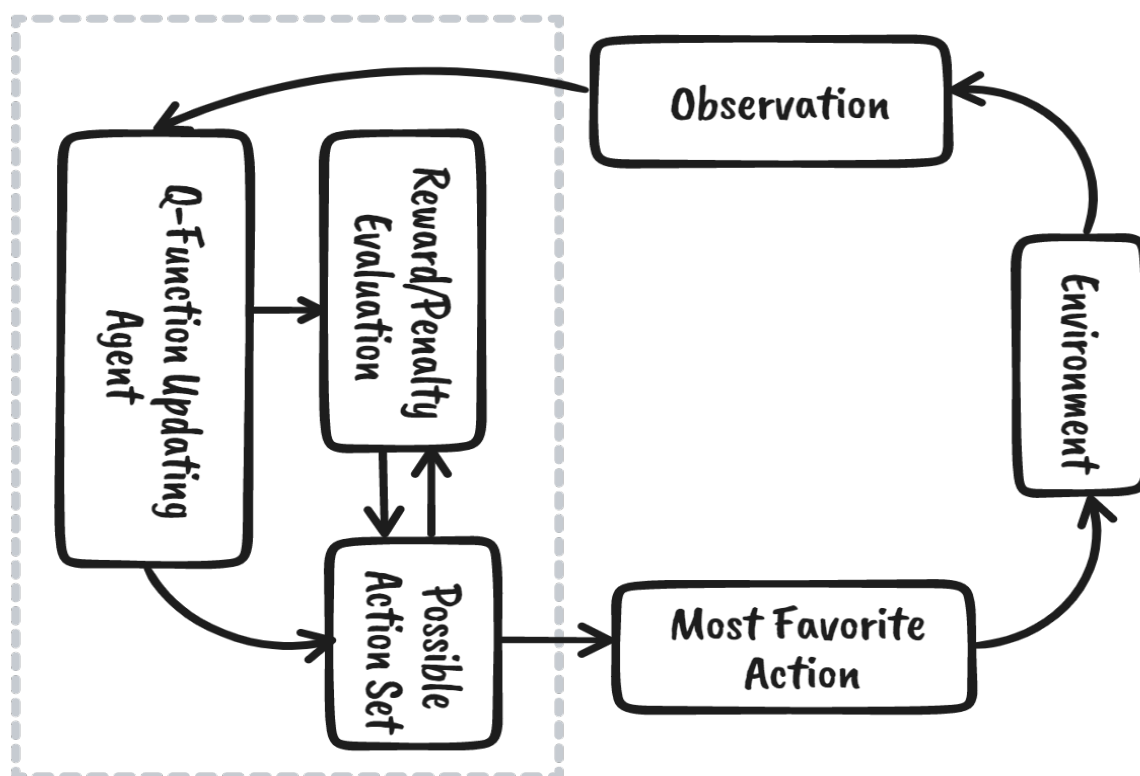 Observation
Q-Function Updating
Agent
Reward/Penalty
Evaluation
Environment
Possible
Action Set
Most Favorite
Action